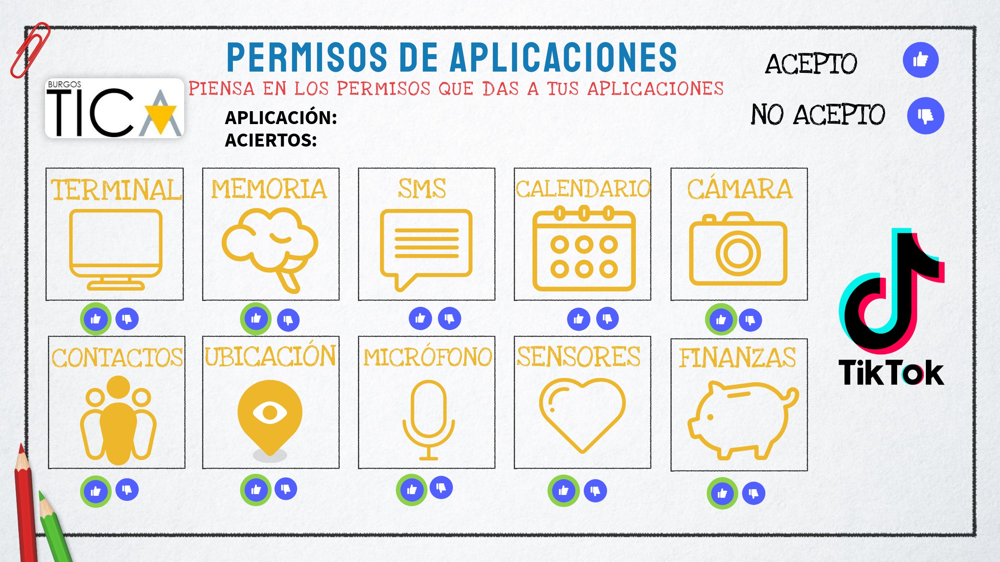 PERMISOS DE APLICACIONES
ACEPTO
BURGOS
TICA
PIENSA EN LOS PERMISOS QUE DAS A TUS APLICACIONES
NO ACEPTO
APLICACIÓN:
ACIERTOS:
TERMINAL
MEMORIA
SMS
CALENDARIO
CÁMARA
CONTACTOS
UBICACIÓN
MICRÓFONO
SENSORES
FINANZAS
TikTok